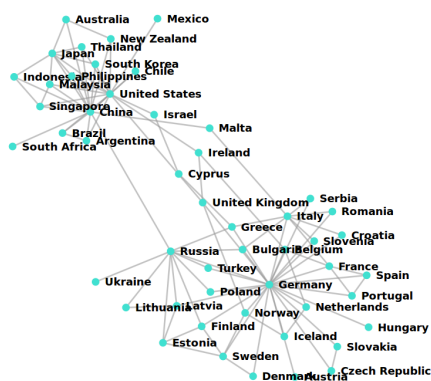 Australia
Mexico
New Zealand
Thailand
Japan
South Korea
Chile
Indonesia
Philippines
Malaysia
United States
Singapore
China
Israel
Malta
Brazil
Argentina
South Africa
Ireland
Cyprus
Serbia
United Kingdom
Romania
Italy
Greece
Croatia
Slovenia
Bulgaria
Belgium
Russia
France
Turkey
Spain
Ukraine
Germany
Poland
Portugal
Lithuania
Latvia
Netherlands
Norway
Finland
Hungary
Iceland
Estonia
Slovakia
Sweden
Czech Republic
Denmark
Austria